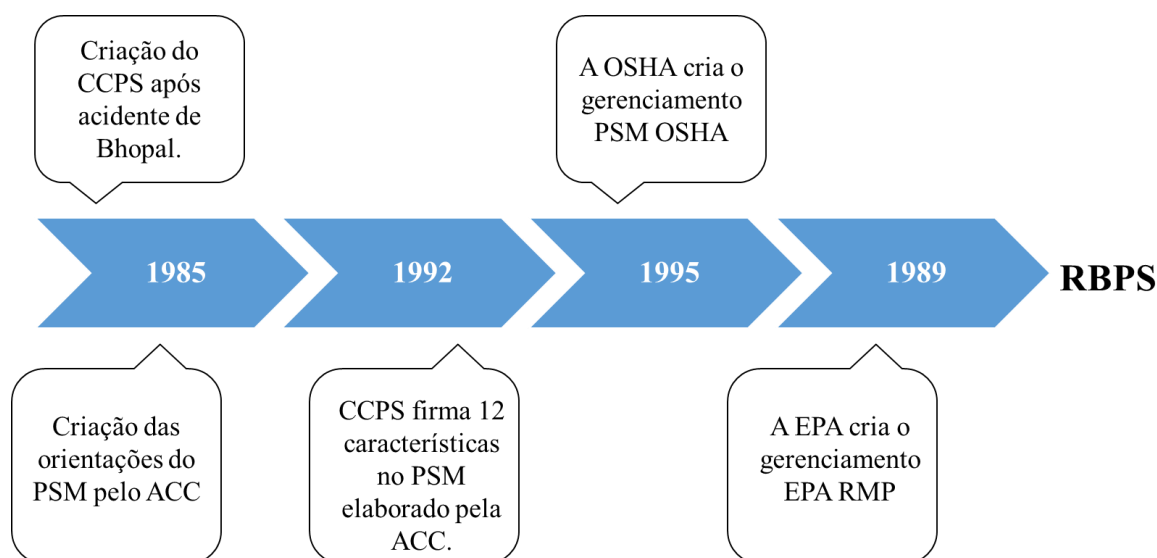 Criação do
CCPS após
acidente de
Bhopal.
A OSHA cria o
gerenciamento
PSM OSHA
1985
1992
1995
1989
RBPS
Criação das
orientações do
PSM pelo ACC
CCPS firma 12
características
no PSM
elaborado pela
ACC.
A EPA cria o
gerenciamento
EPA RMP